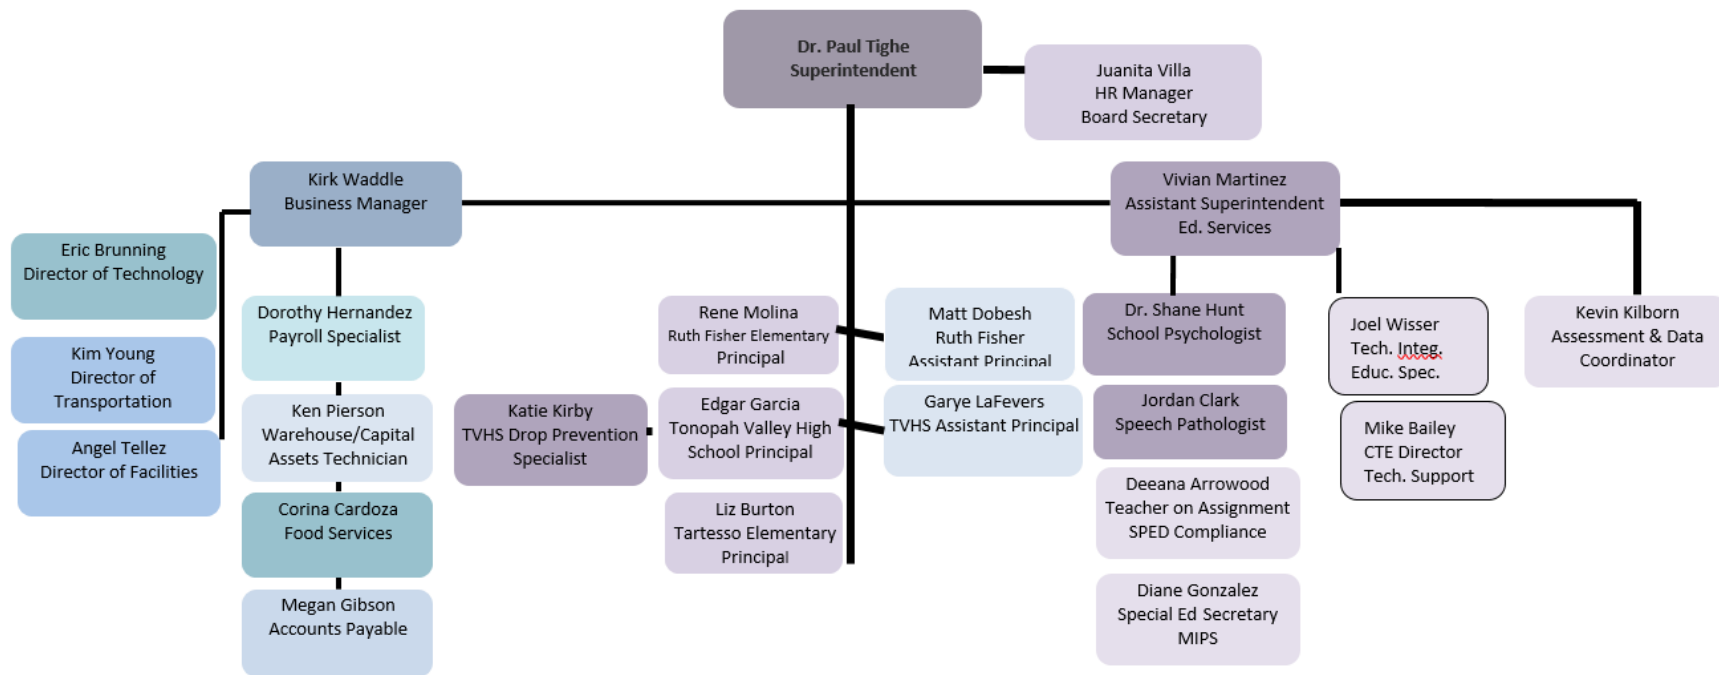 Dr. Paul Tighe
Superintendent
Juanita Villa
HR Manager
Board Secretary
Kirk Waddle
Business Manager
Vivian Martinez
Assistant Superintendent
Ed. Services
Eric Brunning
Director of Technology
Kim Young
Director of
Transportation
Angel Tellez
Director of Facilities
Dorothy Hernandez
Payroll Specialist
Ken Pierson
Warehouse/Capital
Assets Technician
Corina Cardoza
Food Services
Megan Gibson
Accounts Payable
Katie Kirby
TVHS Drop Prevention
Specialist
Rene Molina
Ruth Fisher Elementary
Principal
Edgar Garcia
Tonopah Valley High
School Principal
Liz Burton
Tartesso Elementary
Principal
Matt Dobesh
Ruth Fisher
Assistant Principal
Garye LaFevers
TVHS Assistant Principal
Dr. Shane Hunt
School Psychologist
Jordan Clark
Speech Pathologist
Deeana Arrowood
Teacher on Assignment
SPED Compliance
Diane Gonzalez
Special Ed Secretary
MIPS
Joel Wisser
Tech. Integ.
Educ. Spec.
Mike Bailey
CTE Director
Tech. Support
Kevin Kilborn
Assessment & Data
Coordinator